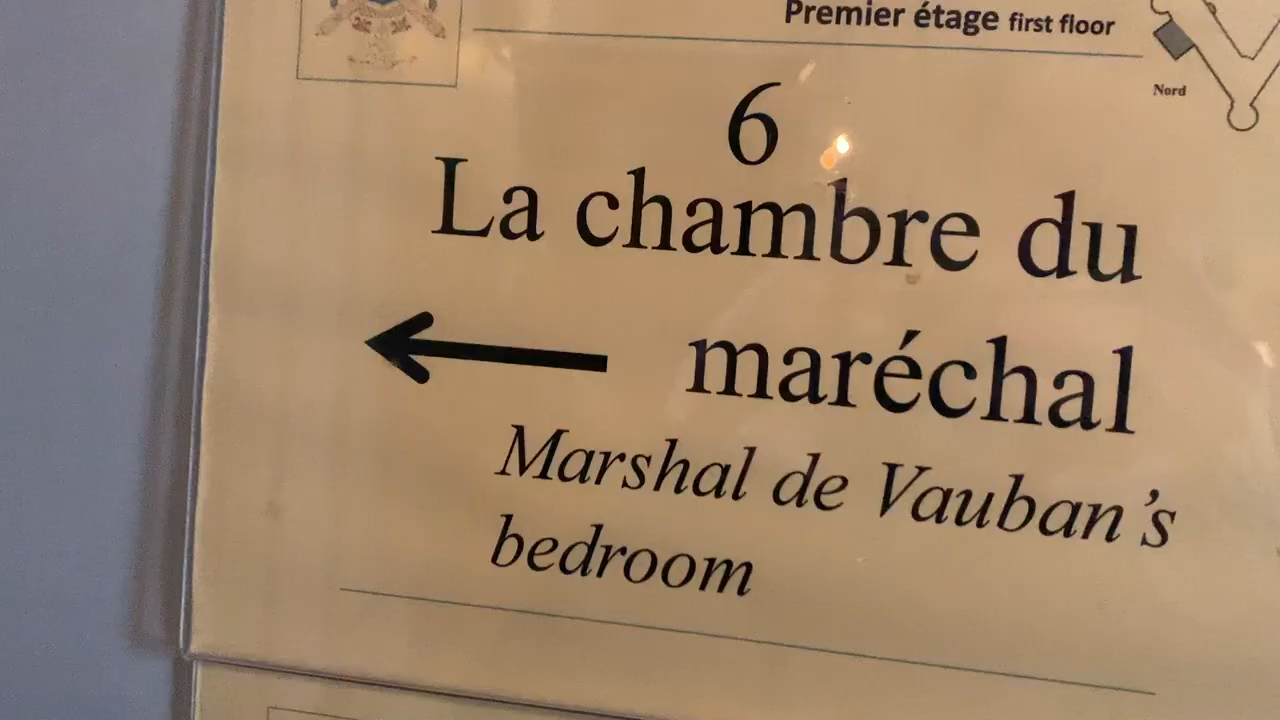 Premier étage first floor
Nord
6
La chambre du
maréchal
Marshal de Vauban's
bedroom